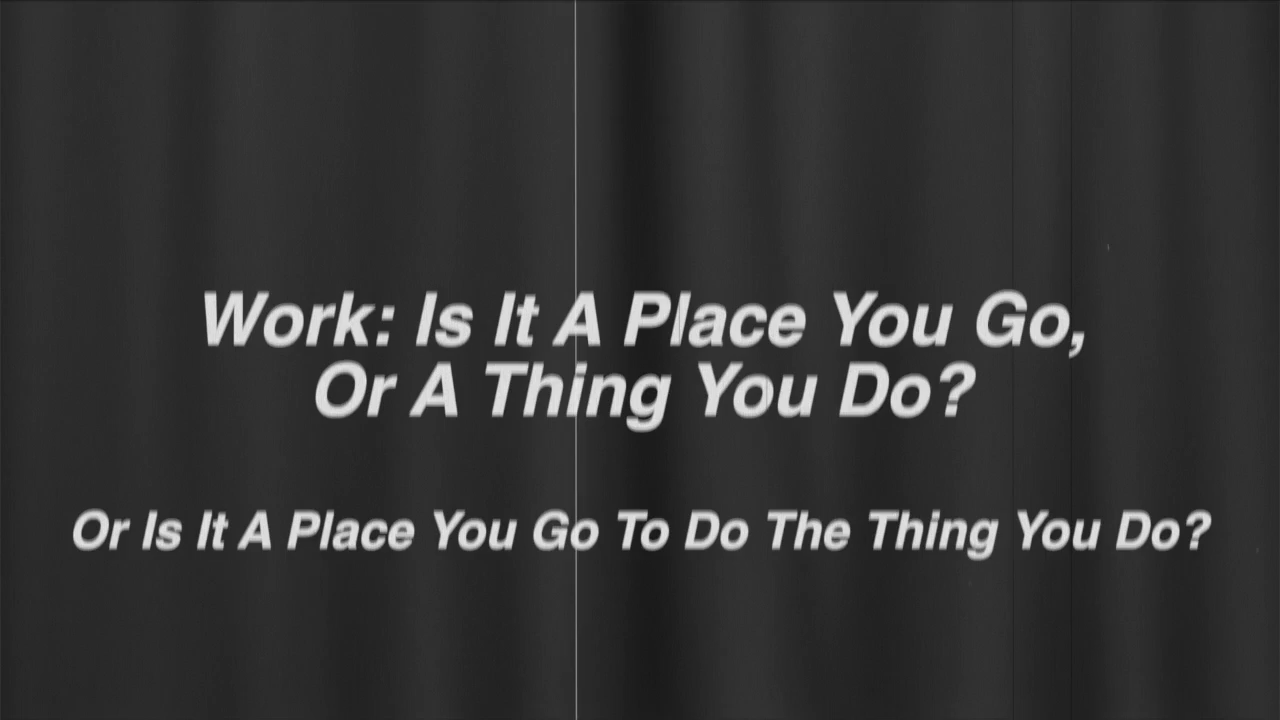 Work: Is It A Place You Go,
Or A Thing You Do?
Or Is It A Place You Go To Do The Thing You Do?